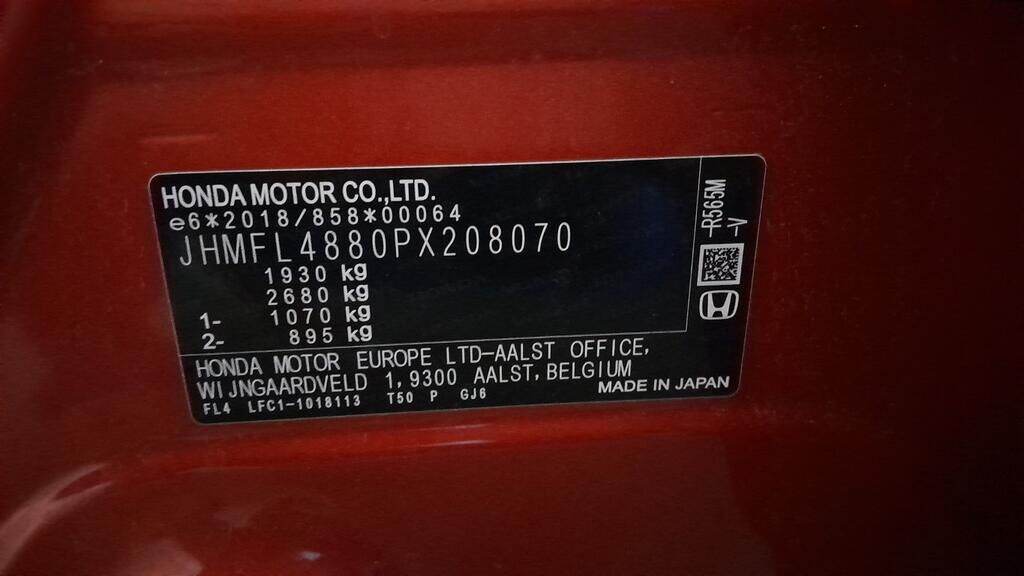 HONDA MOTOR CO.,LTD.
e6*2018/858*00064
JHMFL4880PX208070
1930 kg
2680 kg
1- 1070 kg
2- 895 kg
HONDA MOTOR EUROPE LTD-AALST OFFICE,
WIJNGAARDVELD 1,9300 AALST,BELGIUM
MADE IN JAPAN
FL4 LFC1-1018113 T50 P GJ6
-R565M
-V